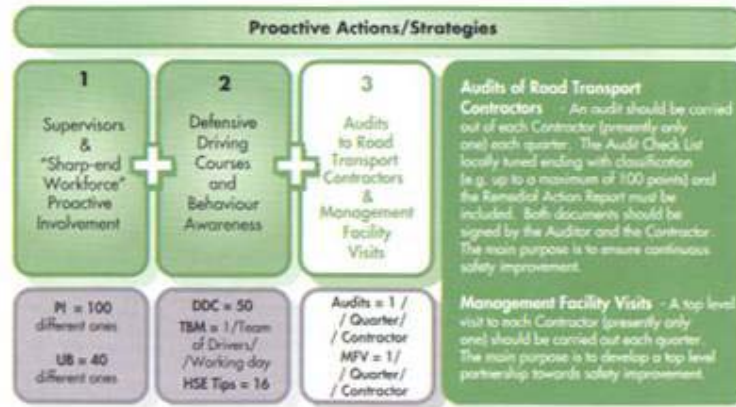 Proactive Actions/Strategies
1
Supervisors
&
"Sharp-end
Workforce"
Proactive
Involvement
2
Defensive
Driving
Courses
and
Behaviour
Awareness
3
Audits
to Road
Transport
Contractors
&
Management
Facility
Visits
PI = 100
different ones
UB = 40
different ones
DDC = 50
TBM = 1/Team
of Drivers/
/Working day
HSE Tips = 16
Audits = 1 /
/ Quarter/
/ Contractor
MFV = 1/
/ Quarter/
/ Contractor
Audits of Road Transport
Contractors - An audit should be carried
out of each Contractor (presently only
one) each quarter. The Audit Check List
locally tuned ending with classification
(e.g. up to a maximum of 100 points) and
the Remedial Action Report must be
included. Both documents should be
signed by the Auditor and the Contractor.
The main purpose is to ensure continuous
safety improvement.
Management Facility Visits - A top level
visit to each Contractor (presently only
one) should be carried out each quarter.
The main purpose is to develop a top level
partnership towards safety improvement.